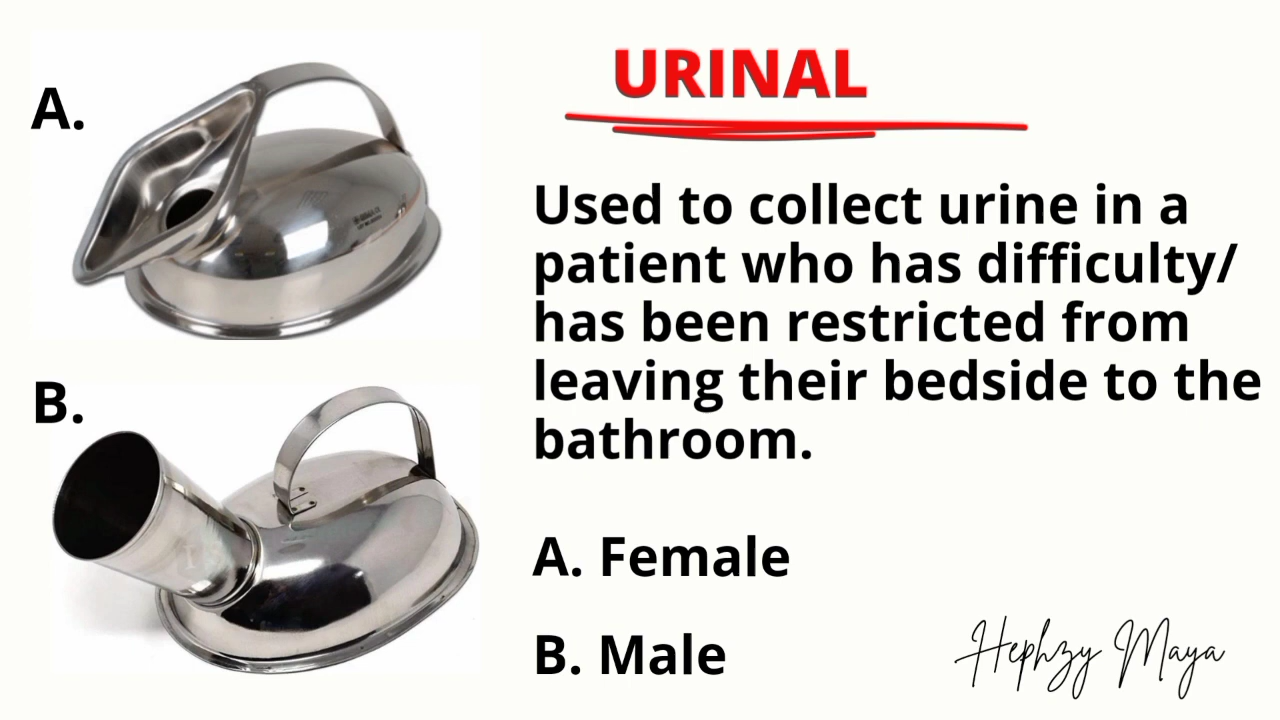 A.
URINAL
Used to collect urine in a
patient who has difficulty/
has been restricted from
leaving their bedside to the
bathroom.
B.
A. Female
B. Male
Hephzy Maya